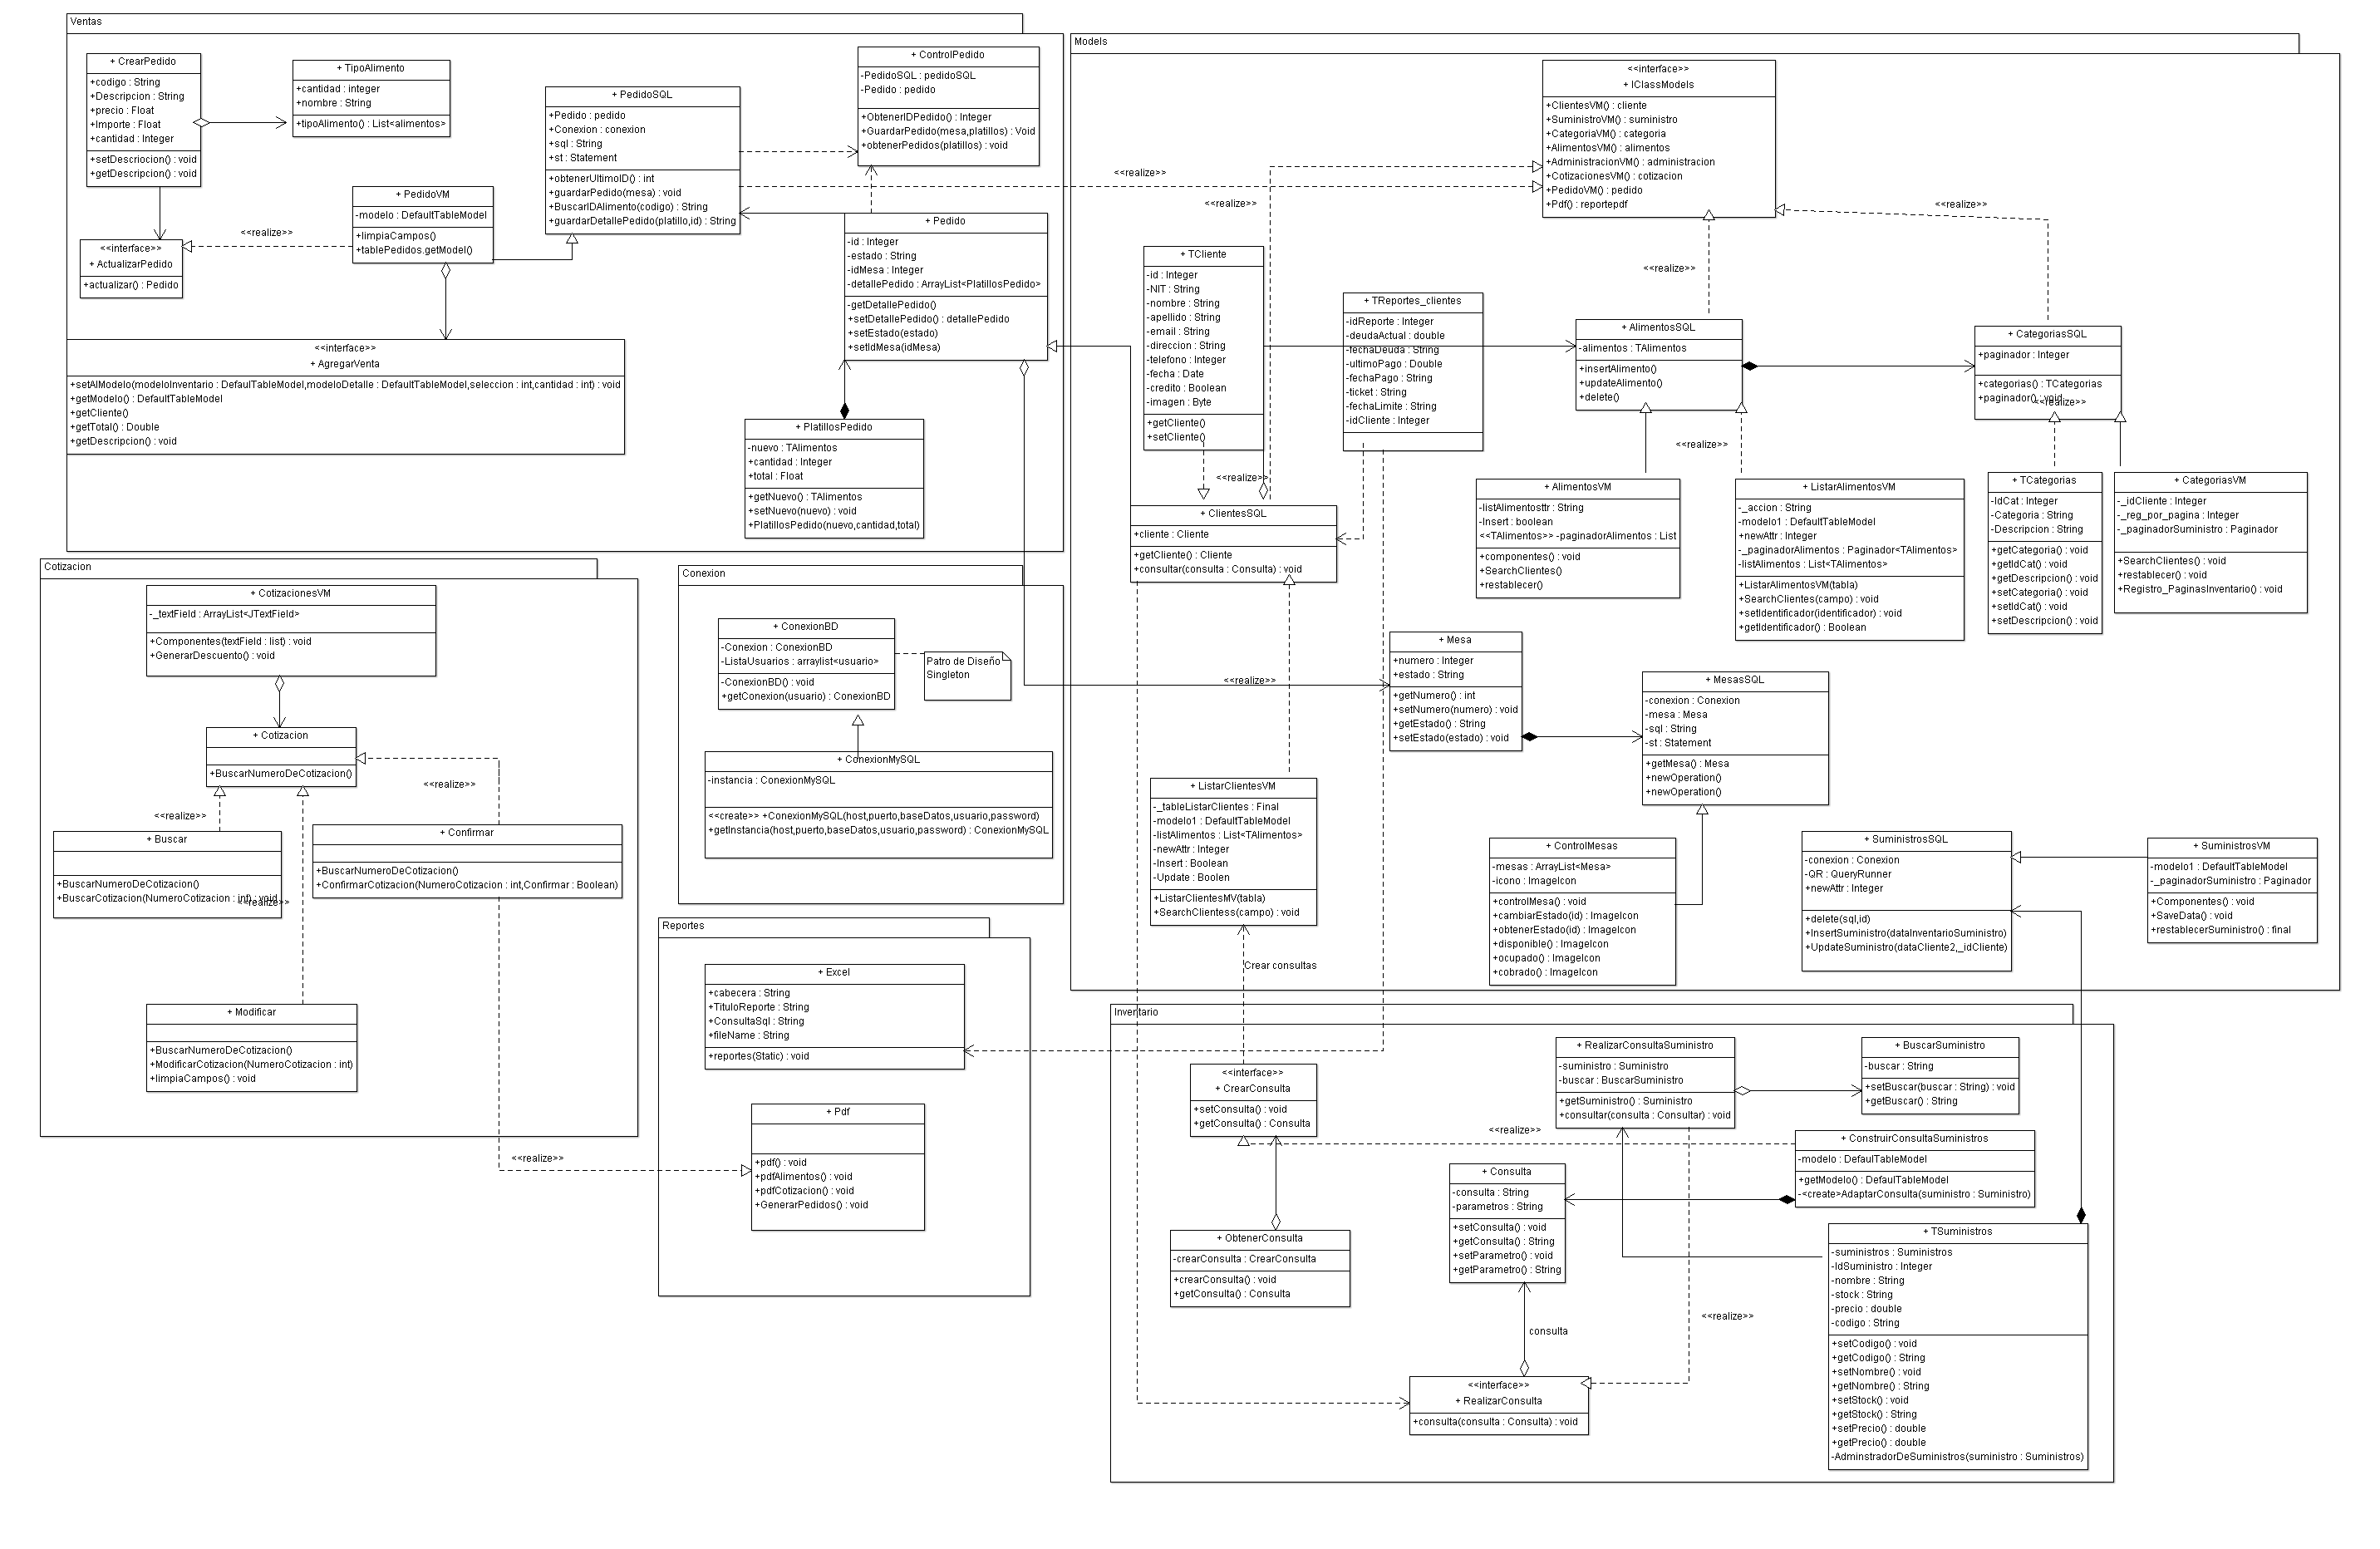 Ventas
+ CrearPedido
+codigo : String
+Descripcion : String
+precio : Float
+Importe : Float
+cantidad : Integer
+setDescriocion() : void
+getDescripcion() : void
+ TipoAlimento
+cantidad : integer
+nombre : String
+tipoAlimento() : List<alimentos>
+ PedidoVM
-modelo : DefaultTableModel
+limpiaCampos()
+tablePedidos.getModel()
<<realize>>
<<interface>>
+ ActualizarPedido
+actualizar() : Pedido
+ PedidoSQL
+Pedido : pedido
+Conexion : conexion
+sql : String
+st : Statement
+obtenerUltimoID() : int
+guardarPedido(mesa) : void
+BuscarIDAlimento(codigo) : String
+guardarDetallePedido(platillo,id) : String
+ ControlPedido
-PedidoSQL : pedidoSQL
-Pedido : pedido
+ObtenerIDPedido() : Integer
+GuardarPedido(mesa,platillos) : Void
+obtenerPedidos(platillos) : void
+ Pedido
-id : Integer
-estado : String
-idMesa : Integer
-detallePedido : ArrayList<PlatillosPedido>
-getDetallePedido()
+setDetallePedido() : detallePedido
+setEstado(estado)
+setIdMesa(idMesa)
<<interface>>
+ AgregarVenta
+setAlModelo(modeloInventario : DefaulTableModel,modeloDetalle : DefaultTableModel,seleccion : int,cantidad : int) : void
+getModelo() : DefaultTableModel
+getCliente()
+getTotal() : Double
+getDescripcion() : void
+ PlatillosPedido
-nuevo : TAlimentos
+cantidad : Integer
+total : Float
+getNuevo() : TAlimentos
+setNuevo(nuevo) : void
+PlatillosPedido(nuevo,cantidad,total)
Models
<<interface>>
+ IClassModels
+ClientesVM() : cliente
+SuministroVM() : suministro
+CategoriaVM() : categoria
+AlimentosVM() : alimentos
+AdministracionVM() : administracion
+CotizacionesVM() : cotizacion
+PedidoVM() : pedido
+Pdf() : reportepdf
<<realize>>
<<realize>>
<<realize>>
<<realize>>
+ TCliente
-id : Integer
-NIT : String
-nombre : String
-apellido : String
-email : String
-direccion : String
-telefono : Integer
-fecha : Date
-credito : Boolean
-imagen : Byte
+getCliente()
+setCliente()
<<realize>>
+ TReportes_clientes
-idReporte : Integer
-deudaActual : double
-fechaDeuda : String
-ultimoPago : Double
-fechaPago : String
-ticket : String
-fechaLimite : String
-idCliente : Integer
+ AlimentosSQL
-alimentos : TAlimentos
+insertAlimento()
+updateAlimento()
+delete()
+ CategoriasSQL
+paginador : Integer
+categorias() : TCategorias
+paginador() : void
<<realize>>
<<realize>>
+ ClientesSQL
+cliente : Cliente
+getCliente() : Cliente
+consultar(consulta : Consulta) : void
+ AlimentosVM
-listAlimentosttr : String
-Insert : boolean
<<TAlimentos>> -paginadorAlimentos : List
+componentes() : void
+SearchClientes()
+restablecer()
+ ListarAlimentosVM
-_accion : String
-modelo1 : DefaultTableModel
+newAttr : Integer
-_paginadorAlimentos : Paginador<TAlimentos>
-listAlimentos : List<TAlimentos>
+ListarAlimentosVM(tabla)
+SearchClientes(campo) : void
+setIdentificador(identificador) : void
+getIdentificador() : Boolean
+ TCategorias
-IdCat : Integer
-Categoria : String
-Descripcion : String
+getCategoria() : void
+getIdCat() : void
+getDescripcion() : void
+setCategoria() : void
+setIdCat() : void
+setDescripcion() : void
+ CategoriasVM
-_idCliente : Integer
-_reg_por_pagina : Integer
-_paginadorSuministro : Paginador
+SearchClientes() : void
+restablecer() : void
+Registro_PaginasInventario() : void
<<realize>>
+ Mesa
+numero : Integer
+estado : String
+getNumero() : int
+setNumero(numero) : void
+getEstado() : String
+setEstado(estado) : void
+ MesasSQL
-conexion : Conexion
-mesa : Mesa
-sql : String
-st : Statement
+getMesa() : Mesa
+newOperation()
+newOperation()
+ ListarClientesVM
-_tableListarClientes : Final
-modelo1 : DefaultTableModel
-listAlimentos : List<TAlimentos>
-newAttr : Integer
-Insert : Boolean
-Update : Boolen
+ListarClientesMV(tabla)
+SearchClientess(campo) : void
+ ControlMesas
-mesas : ArrayList<Mesa>
-icono : ImageIcon
+controlMesa() : void
+cambiarEstado(id) : ImageIcon
+obtenerEstado(id) : ImageIcon
+disponible() : ImageIcon
+ocupado() : ImageIcon
+cobrado() : ImageIcon
+ SuministrosSQL
-conexion : Conexion
-QR : QueryRunner
+newAttr : Integer
+delete(sql,id)
+InsertSuministro(dataInventarioSuministro)
+UpdateSuministro(dataCliente2,_idCliente)
+ SuministrosVM
-modelo1 : DefaultTableModel
-_paginadorSuministro : Paginador
+Componentes() : void
+SaveData() : void
+restablecerSuministro() : final
Crear consultas
Cotizacion
+ CotizacionesVM
-_textField : ArrayList<JTextField>
+Componentes(textField : list) : void
+GenerarDescuento() : void
+ Cotizacion
+BuscarNumeroDeCotizacion()
<<realize>>
<<realize>>
+ Buscar
+BuscarNumeroDeCotizacion()
+BuscarCotizacion(NumeroCotizacion : int) : void
<<realize>>
+ Confirmar
+BuscarNumeroDeCotizacion()
+ConfirmarCotizacion(NumeroCotizacion : int,Confirmar : Boolean)
+ Modificar
+BuscarNumeroDeCotizacion()
+ModificarCotizacion(NumeroCotizacion : int)
+limpiaCampos() : void
<<realize>>
Conexion
+ ConexionBD
-Conexion : ConexionBD
-ListaUsuarios : arraylist<usuario>
-ConexionBD() : void
+getConexion(usuario) : ConexionBD
Patro de Diseño
Singleton
+ ConexionMySQL
-instancia : ConexionMySQL
<<create>> +ConexionMySQL(host,puerto,baseDatos,usuario,password)
+getInstancia(host,puerto,baseDatos,usuario,password) : ConexionMySQL
Reportes
+ Excel
+cabecera : String
+TituloReporte : String
+ConsultaSql : String
+fileName : String
+reportes(Static) : void
+ Pdf
+pdf() : void
+pdfAlimentos() : void
+pdfCotizacion() : void
+GenerarPedidos() : void
Inventario
<<interface>>
+ CrearConsulta
+setConsulta() : void
+getConsulta() : Consulta
+ RealizarConsultaSuministro
-suministro : Suministro
-buscar : BuscarSuministro
+getSuministro() : Suministro
+consultar(consulta : Consultar) : void
+ BuscarSuministro
-buscar : String
+setBuscar(buscar : String) : void
+getBuscar() : String
<<realize>>
+ ConstruirConsultaSuministros
-modelo : DefaulTableModel
+getModelo() : DefaultTableModel
-<create>AdaptarConsulta(suministro : Suministro)
+ Consulta
-consulta : String
-parametros : String
+setConsulta() : void
+getConsulta() : String
+setParametro() : void
+getParametro() : String
+ ObtenerConsulta
-crearConsulta : CrearConsulta
+crearConsulta() : void
+getConsulta() : Consulta
+ TSuministros
-suministros : Suministros
-IdSuministro : Integer
-nombre : String
-stock : String
-precio : double
-codigo : String
+setCodigo() : void
+getCodigo() : String
+setNombre() : void
+getNombre() : String
+setStock() : void
+getStock() : String
+setPrecio() : double
+getPrecio() : double
-AdminstradorDeSuministros(suministro : Suministros)
<<realize>>
consulta
<<interface>>
+ RealizarConsulta
+consulta(consulta : Consulta) : void